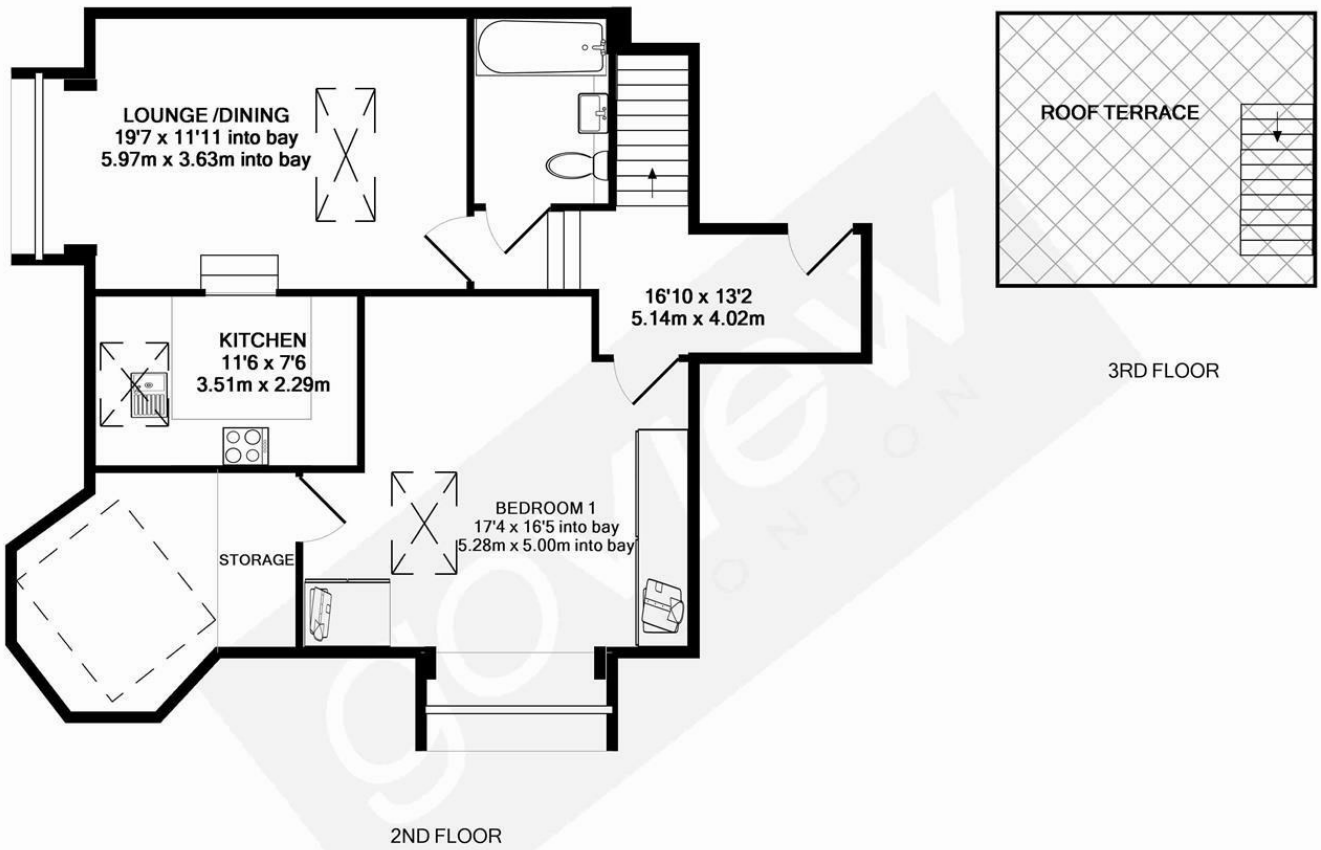 LOUNGE /DINING
19'7 x 11'11 into bay
5.97m x 3.63m into bay
ROOF TERRACE
16'10 x 13'2
5.14m x 4.02m
KITCHEN
11'6 x 7'6
3.51m x 2.29m
3RD FLOOR
BEDROOM 1
17'4 x 16'5 into bay
5.28m x 5.00m into bay
STORAGE
2ND FLOOR
goview
LONDON